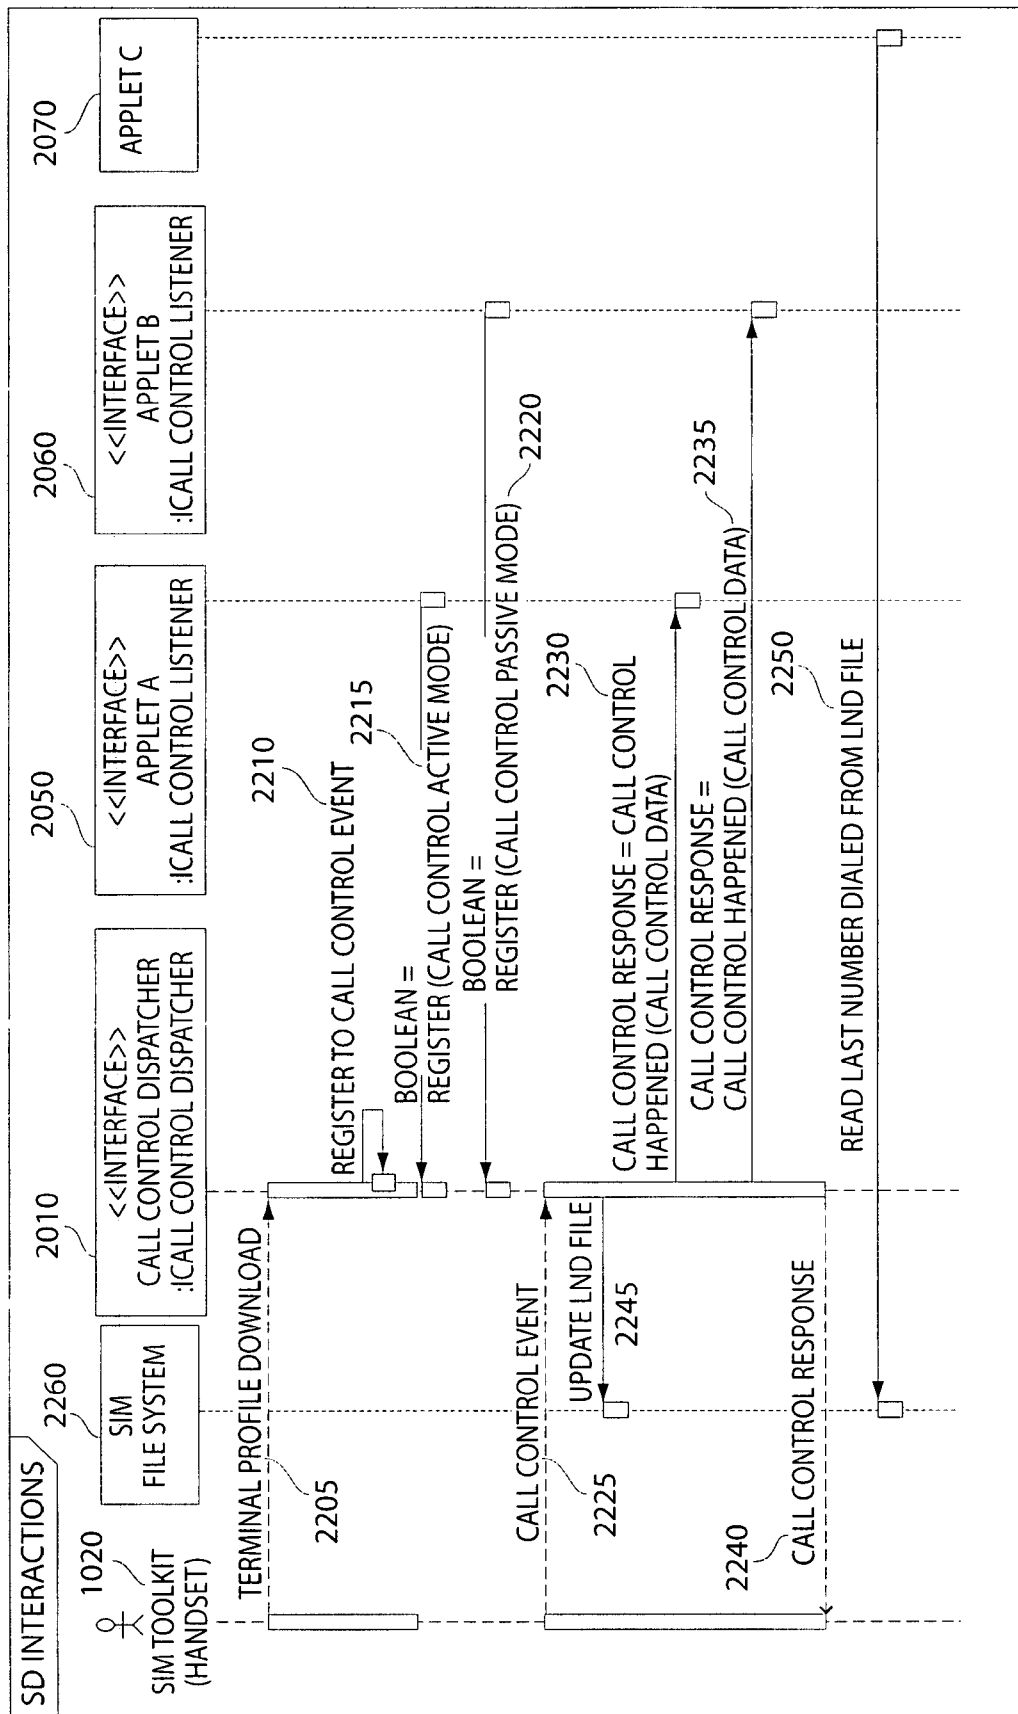 SD INTERACTIONS
1020
SIM TOOLKIT
(HANDSET)
2260
SIM
FILE SYSTEM
2010
<<INTERFACE>>
CALL CONTROL DISPATCHER
:ICALL CONTROL DISPATCHER
2050
<<INTERFACE>>
APPLET A
:ICALL CONTROL LISTENER
2060
<<INTERFACE>>
APPLET B
:ICALL CONTROL LISTENER
2070
APPLET C
TERMINAL PROFILE DOWNLOAD
2205
REGISTER TO CALL CONTROL EVENT
2210
BOOLEAN =
REGISTER (CALL CONTROL ACTIVE MODE)
2215
BOOLEAN =
REGISTER (CALL CONTROL PASSIVE MODE)
2220
CALL CONTROL EVENT
2225
UPDATE LND FILE
2245
CALL CONTROL RESPONSE = CALL CONTROL
HAPPENED (CALL CONTROL DATA)
2230
CALL CONTROL RESPONSE =
CALL CONTROL HAPPENED (CALL CONTROL DATA)
2235
2240
CALL CONTROL RESPONSE
READ LAST NUMBER DIALED FROM LND FILE
2250